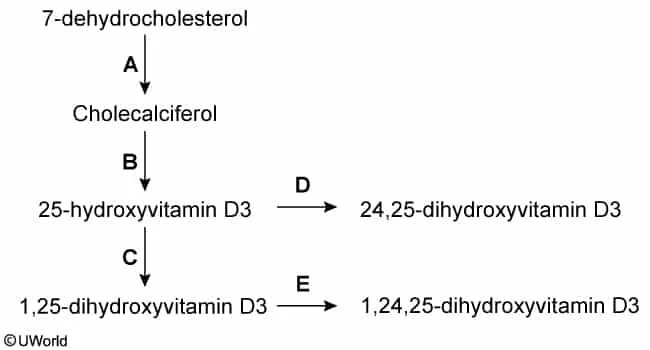 7-dehydrocholesterol
A
Cholecalciferol
B
25-hydroxyvitamin D3 D 24,25-dihydroxyvitamin D3
C
1,25-dihydroxyvitamin D3 E 1,24,25-dihydroxyvitamin D3
©UWorld